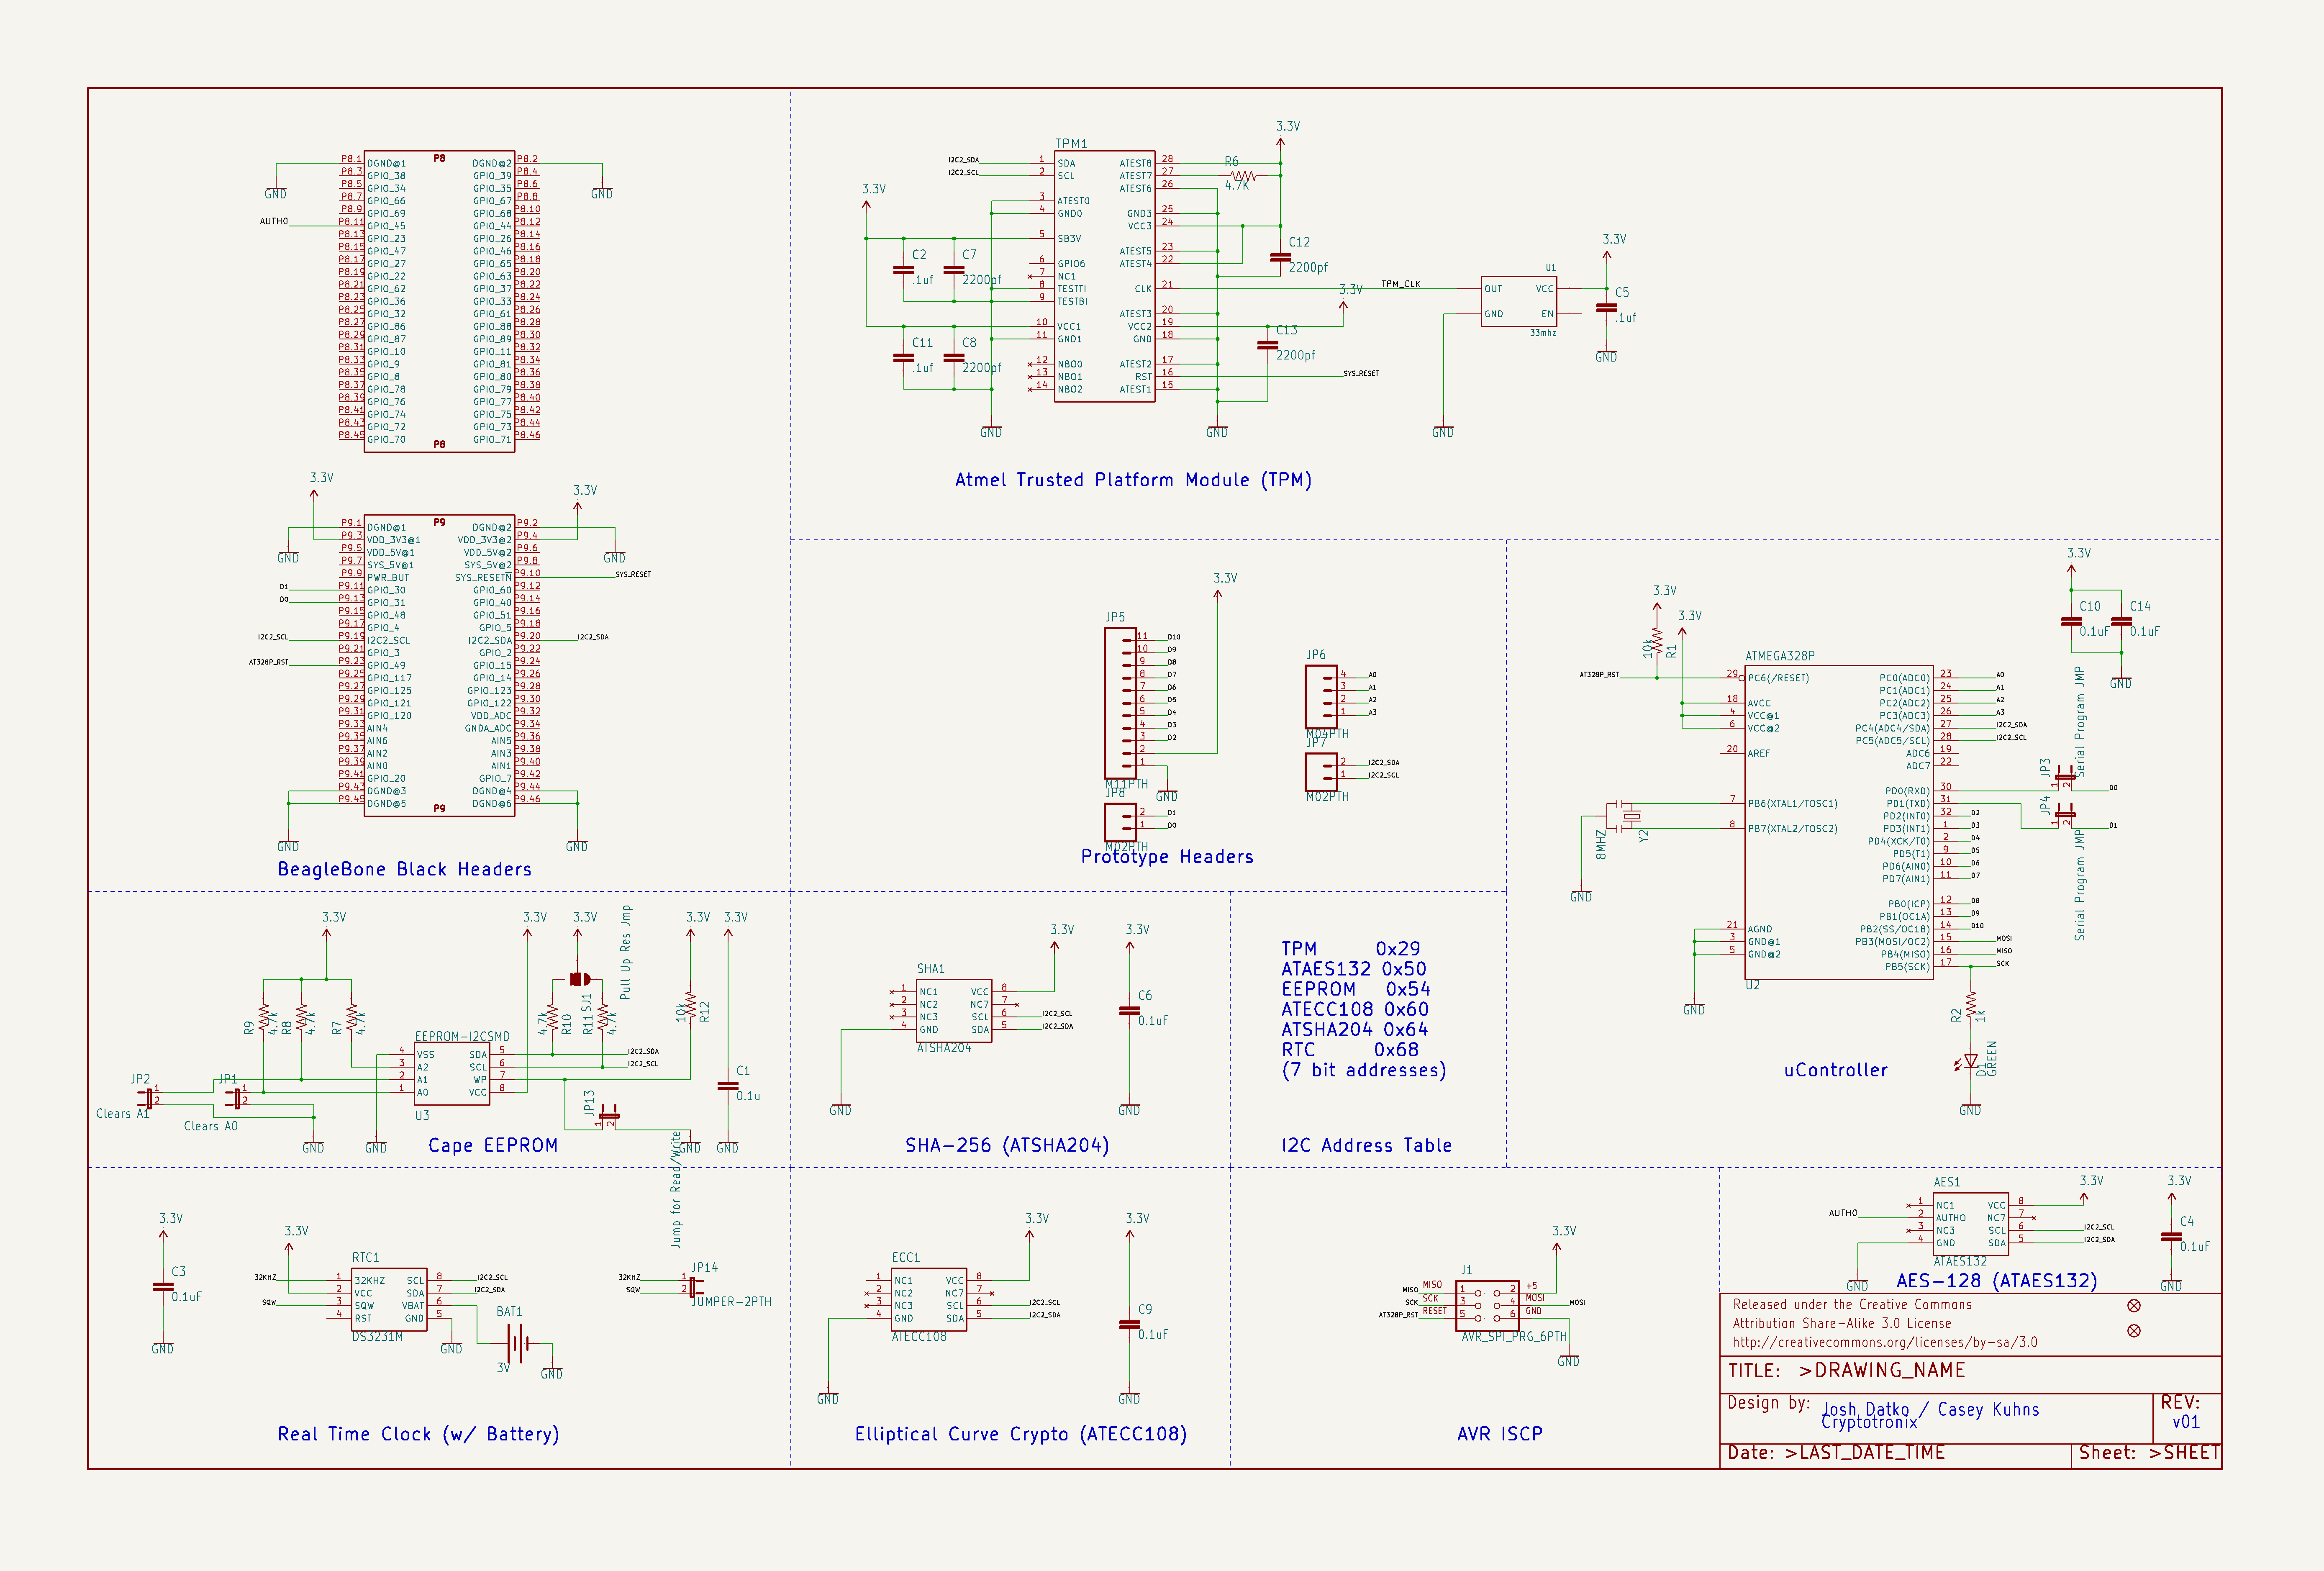 P8
P8.1 DGND@1 DGND@2 P8.2
P8.3 GPIO_38 GPIO_39 P8.4
P8.5 GPIO_34 GPIO_35 P8.6
P8.7 GPIO_66 GPIO_67 P8.8
P8.9 GPIO_69 GPIO_68 P8.10
AUTHO P8.11 GPIO_45 GPIO_44 P8.12
P8.13 GPIO_23 GPIO_26 P8.14
P8.15 GPIO_47 GPIO_46 P8.16
P8.17 GPIO_27 GPIO_65 P8.18
P8.19 GPIO_22 GPIO_63 P8.20
P8.21 GPIO_62 GPIO_37 P8.22
P8.23 GPIO_36 GPIO_33 P8.24
P8.25 GPIO_32 GPIO_61 P8.26
P8.27 GPIO_86 GPIO_88 P8.28
P8.29 GPIO_87 GPIO_89 P8.30
P8.31 GPIO_10 GPIO_11 P8.32
P8.33 GPIO_9 GPIO_81 P8.34
P8.35 GPIO_8 GPIO_80 P8.36
P8.37 GPIO_78 GPIO_79 P8.38
P8.39 GPIO_76 GPIO_77 P8.40
P8.41 GPIO_74 GPIO_75 P8.42
P8.43 GPIO_72 GPIO_73 P8.44
P8.45 GPIO_70 GPIO_71 P8.46
P8
GND GND
3.3V 3.3V
P9
P9.1 DGND@1 DGND@2 P9.2
P9.3 VDD_3V3@1 VDD_3V3@2 P9.4
GND GND
P9.5 VDD_5V@1 VDD_5V@2 P9.6
P9.7 SYS_5V@1 SYS_5V@2 P9.8
P9.9 PWR_BUT SYS_RESETN P9.10 SYS_RESET
D1 P9.11 GPIO_30 GPIO_60 P9.12
D0 P9.13 GPIO_31 GPIO_40 P9.14
P9.15 GPIO_48 GPIO_51 P9.16
P9.17 GPIO_4 GPIO_5 P9.18
I2C2_SCL P9.19 I2C2_SCL I2C2_SDA P9.20 I2C2_SDA
P9.21 GPIO_3 GPIO_2 P9.22
AT328P_RST P9.23 GPIO_49 GPIO_15 P9.24
P9.25 GPIO_117 GPIO_14 P9.26
P9.27 GPIO_125 GPIO_123 P9.28
P9.29 GPIO_121 GPIO_122 P9.30
P9.31 GPIO_120 VDD_ADC P9.32
P9.33 AIN4 GNDA_ADC P9.34
P9.35 AIN6 AIN5 P9.36
P9.37 AIN2 AIN3 P9.38
P9.39 AIN0 AIN1 P9.40
P9.41 GPIO_20 GPIO_7 P9.42
P9.43 DGND@3 DGND@4 P9.44
P9.45 DGND@5 DGND@6 P9.46
P9
GND GND
BeagleBone Black Headers
TPM1
I2C2_SDA 1 SDA ATEST8 28
I2C2_SCL 2 SCL ATEST7 27
ATEST6 26
3 ATEST0
4 GND0 GND3 25
VCC3 24
5 SB3V
ATEST5 23
6 GPIO6 ATEST4 22
7 NC1
8 TESTTI CLK 21
9 TESTBI
ATEST3 20
10 VCC1 VCC2 19
11 GND1 GND 18
12 NBO0 ATEST2 17
13 NBO1 RST 16 SYS_RESET
14 NBO2 ATEST1 15
3.3V
C2 .1uf
C7 2200pf
C11 .1uf
C8 2200pf
GND
3.3V
R6
4.7K
C12
2200pf
3.3V
C13
2200pf
GND
TPM_CLK
U1
OUT VCC
GND EN
33mhz
3.3V
C5
.1uf
GND
GND
Atmel Trusted Platform Module (TPM)
3.3V
JP5
11 D10
10 D9
9 D8
8 D7
7 D6
6 D5
5 D4
4 D3
3 D2
2
1
M11PTH
GND
JP8
2 D1
1 D0
M02PTH
JP6
4 A0
3 A1
2 A2
1 A3
M04PTH
JP7
2 I2C2_SDA
1 I2C2_SCL
M02PTH
Prototype Headers
3.3V
C10 C14
0.1uF 0.1uF
GND
3.3V
3.3V
10k
R1
ATMEGA328P
AT328P_RST 29 PC6(/RESET) PC0(ADC0) 23 A0
PC1(ADC1) 24 A1
18 AVCC PC2(ADC2) 25 A2
4 VCC@1 PC3(ADC3) 26 A3
6 VCC@2 PC4(ADC4/SDA) 27 I2C2_SDA
PC5(ADC5/SCL) 28 I2C2_SCL
20 AREF ADC6 19
ADC7 22
PD0(RXD) 30 D0
7 PB6(XTAL1/TOSC1) PD1(TXD) 31
PD2(INT0) 32 D2
8 PB7(XTAL2/TOSC2) PD3(INT1) 1 D3
PD4(XCK/T0) 2 D4
PD5(T1) 9 D5
PD6(AIN0) 10 D6
PD7(AIN1) 11 D7
PB0(ICP) 12 D8
PB1(OC1A) 13 D9
21 AGND PB2(SS/OC1B) 14 D10
3 GND@1 PB3(MOSI/OC2) 15 MOSI
5 GND@2 PB4(MISO) 16 MISO
PB5(SCK) 17 SCK
U2
8MHZ
Y2
GND
GND
JP3
1 2
Serial Program JMP
JP4
1 2
D1
Serial Program JMP
R2
1k
D1
GREEN
GND
uController
3.3V 3.3V 3.3V 3.3V 3.3V
Pull Up Res Jmp
SJ1
R9 4.7k
R8 4.7k
R7 4.7k
4.7k R10
R11 4.7k
10k R12
EEPROM-I2CSMD
4 VSS SDA 5 I2C2_SDA
3 A2 SCL 6 I2C2_SCL
2 A1 WP 7
1 A0 VCC 8
U3
JP2
1
2
Clears A1
JP1
1
2
Clears A0
JP13
1 2
Jump for Read/Write
C1
0.1u
GND GND GND GND
Cape EEPROM
3.3V 3.3V
SHA1
1 NC1 VCC 8
2 NC2 NC7 7
3 NC3 SCL 6 I2C2_SCL
4 GND SDA 5 I2C2_SDA
ATSHA204
C6
0.1uF
GND GND
SHA-256 (ATSHA204)
TPM 0x29
ATAES132 0x50
EEPROM 0x54
ATECC108 0x60
ATSHA204 0x64
RTC 0x68
(7 bit addresses)
I2C Address Table
3.3V 3.3V
C3
0.1uF
GND
RTC1
32KHZ 1 32KHZ SCL 8 I2C2_SCL
2 VCC SDA 7 I2C2_SDA
SQW 3 SQW VBAT 6
4 RST GND 5
DS3231M
GND
BAT1
3V
GND
32KHZ 1 JP14
SQW 2
JUMPER-2PTH
Real Time Clock (w/ Battery)
3.3V 3.3V
ECC1
1 NC1 VCC 8
2 NC2 NC7 7
3 NC3 SCL 6 I2C2_SCL
4 GND SDA 5 I2C2_SDA
ATECC108
C9
0.1uF
GND GND
Elliptical Curve Crypto (ATECC108)
3.3V
J1
MISO MISO 1 2 +5
SCK SCK 3 4 MOSI MOSI
AT328P_RST RESET 5 6 GND
AVR_SPI_PRG_6PTH
GND
AVR ISCP
3.3V 3.3V
AES1
1 NC1 VCC 8
AUTHO 2 AUTHO NC7 7
3 NC3 SCL 6 I2C2_SCL
4 GND SDA 5 I2C2_SDA
ATAES132
C4
0.1uF
GND GND
AES-128 (ATAES132)
Released under the Creative Commons
Attribution Share-Alike 3.0 License
http://creativecommons.org/licenses/by-sa/3.0
TITLE: >DRAWING_NAME
Design by: Josh Datko / Casey Kuhns
Cryptotronix
REV:
v01
Date: >LAST_DATE_TIME
Sheet: >SHEET